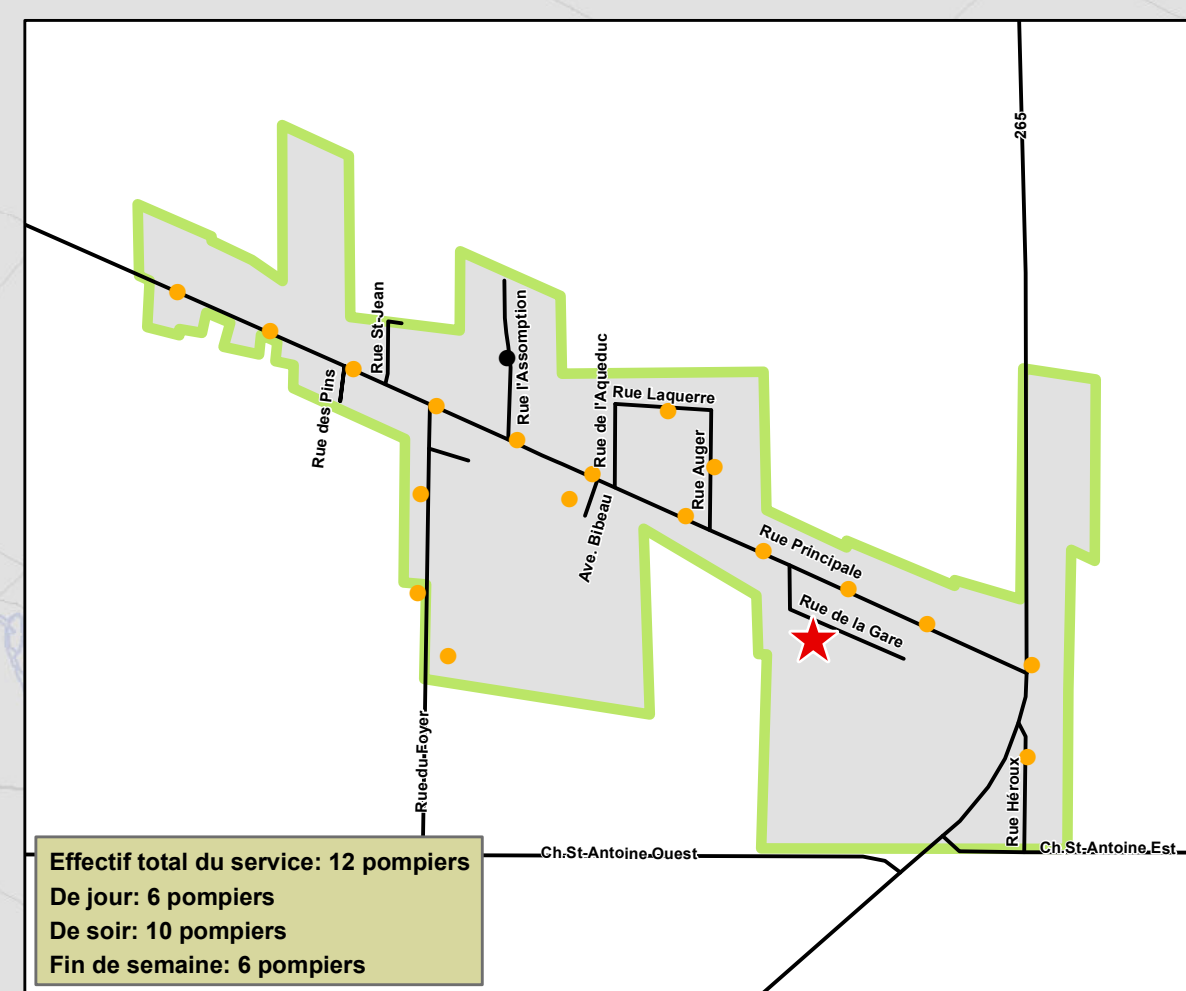 265
Rue St-Jean
Rue l'Assomption
Rue des Pins
Rue de l'Aqueduc
Rue Laquerre
Rue Auger
Ave. Bibeau
Rue Principale
Rue de la Gare
Rue du Foyer
Rue Héroux
Ch.St-Antoine Ouest
Ch.St-Antoine Est
Effectif total du service: 12 pompiers
De jour: 6 pompiers
De soir: 10 pompiers
Fin de semaine: 6 pompiers